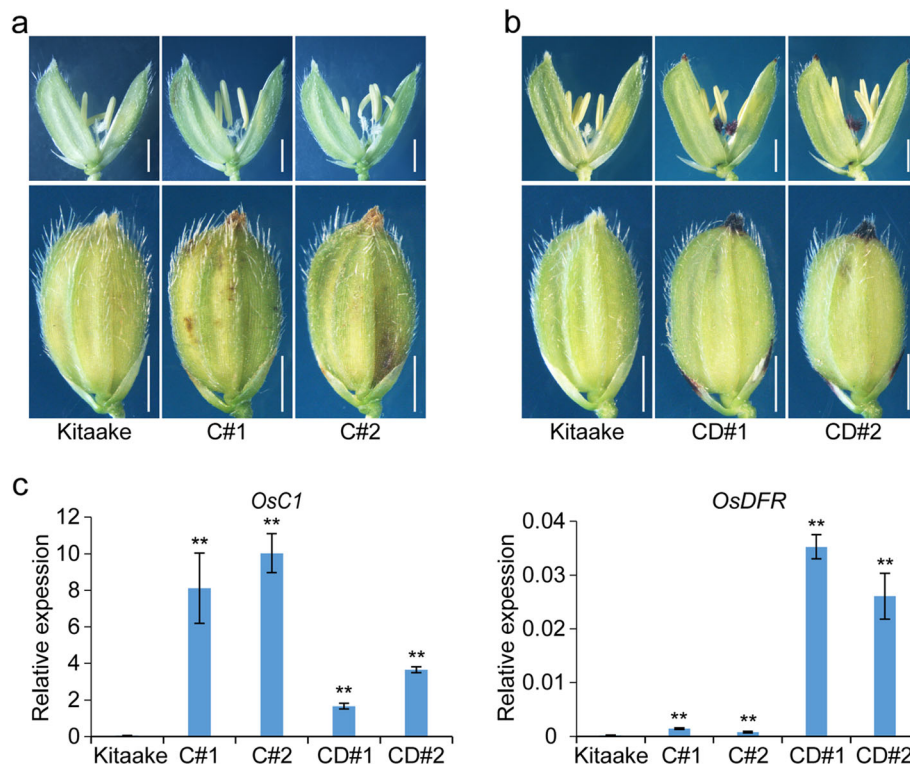 a
b
Kitaake C#1 C#2
Kitaake CD#1 CD#2
c
OsC1
Relative expession
12
10
8
6
4
2
0
** ** ** **
Kitaake C#1 C#2 CD#1 CD#2
OsDFR
Relative expession
0.04
0.03
0.02
0.01
0
** ** ** **
Kitaake C#1 C#2 CD#1 CD#2